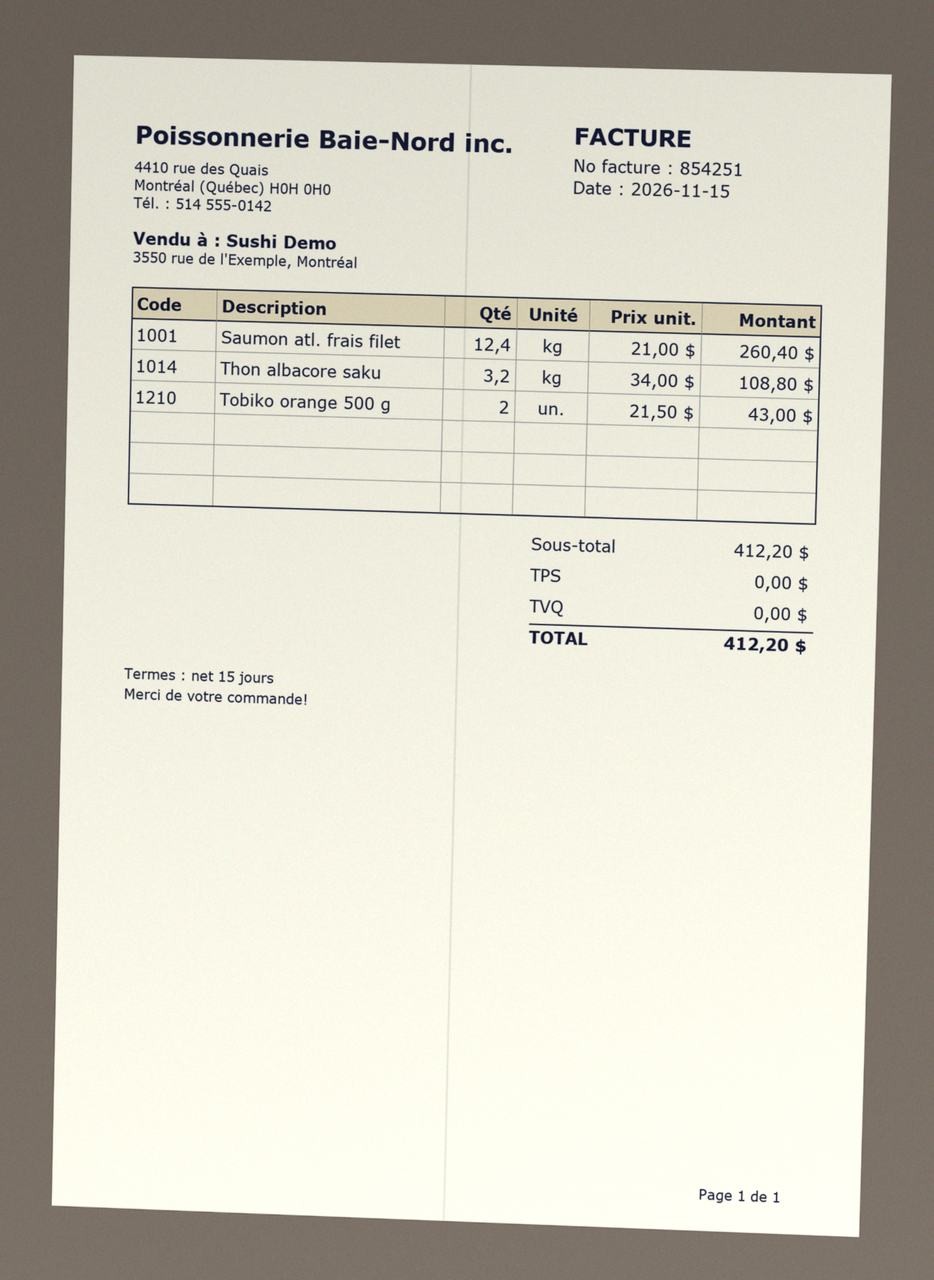 Poissonnerie Baie-Nord inc.
4410 rue des Quais
Montréal (Québec) H0H 0H0
Tél. : 514 555-0142
FACTURE
No facture : 854251
Date : 2026-11-15
Vendu à : Sushi Demo
3550 rue de l'Exemple, Montréal
Code Description Qté Unité Prix unit. Montant
1001 Saumon atl. frais filet 12,4 kg 21,00 $ 260,40 $
1014 Thon albacore saku 3,2 kg 34,00 $ 108,80 $
1210 Tobiko orange 500 g 2 un. 21,50 $ 43,00 $
Sous-total 412,20 $
TPS 0,00 $
TVQ 0,00 $
TOTAL 412,20 $
Termes : net 15 jours
Merci de votre commande!
Page 1 de 1